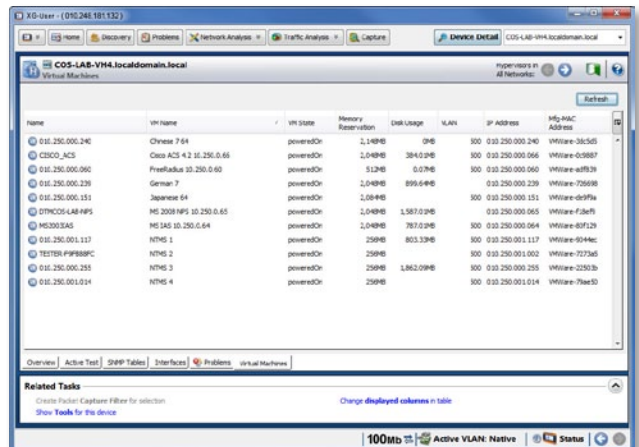 XG-User - ( 010.248.181.132 )
Home Discovery Problems Network Analysis Traffic Analysis Capture Device Detail COS-LAB-VH4.localdomain.local
COS-LAB-VH4.localdomain.local
Virtual Machines
Hypervisors in
All Networks:
Refresh
Name VM Name VM State Memory Reservation Disk Usage VLAN IP Address Mfg-MAC Address
010.250.000.240 Chinese 7 64 poweredOn 2,148MB 0MB 500 010.250.000.240 VMWare-38c5d5
CISCO_ACS Cisco ACS 4.2 10.250.0.66 poweredOn 2,048MB 384.01MB 500 010.250.000.066 VMWare-0c9887
010.250.000.060 FreeRadius 10.250.0.60 poweredOn 512MB 0.07MB 500 010.250.000.060 VMWare-adf839
010.250.000.239 German 7 poweredOn 2,048MB 899.64MB 010.250.000.239 VMWare-726698
010.250.000.151 Japanese 64 poweredOn 2,084MB 500 010.250.000.151 VMWare-de9f9a
DTMCOS-LAB-NPS MS 2008 NPS 10.250.0.65 poweredOn 2,048MB 1,587.01MB 010.250.000.065 VMWare-f18ef9
MS2003IAS MS IAS 10.250.0.64 poweredOn 2,048MB 787.01MB 500 010.250.000.064 VMWare-80f129
010.250.001.117 NTMS 1 poweredOn 256MB 803.33MB 500 010.250.001.117 VMWare-9044ec
TESTER-F9FB88FC NTMS 2 poweredOn 256MB 500 010.250.001.002 VMWare-7273a5
010.250.000.255 NTMS 3 poweredOn 256MB 1,862.09MB 500 010.250.000.255 VMWare-22503b
010.250.001.014 NTMS 4 poweredOn 256MB 500 010.250.001.014 VMWare-79ae50
Overview Active Test SNMP Tables Interfaces Problems Virtual Machines
Related Tasks
Create Packet Capture Filter for selection Change displayed columns in table
Show Tools for this device
100Mb Active VLAN: Native Status